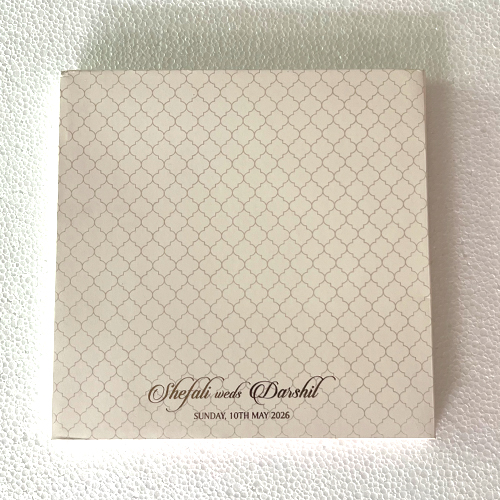 Shefali weds Darshil
SUNDAY, 10TH MAY 2026